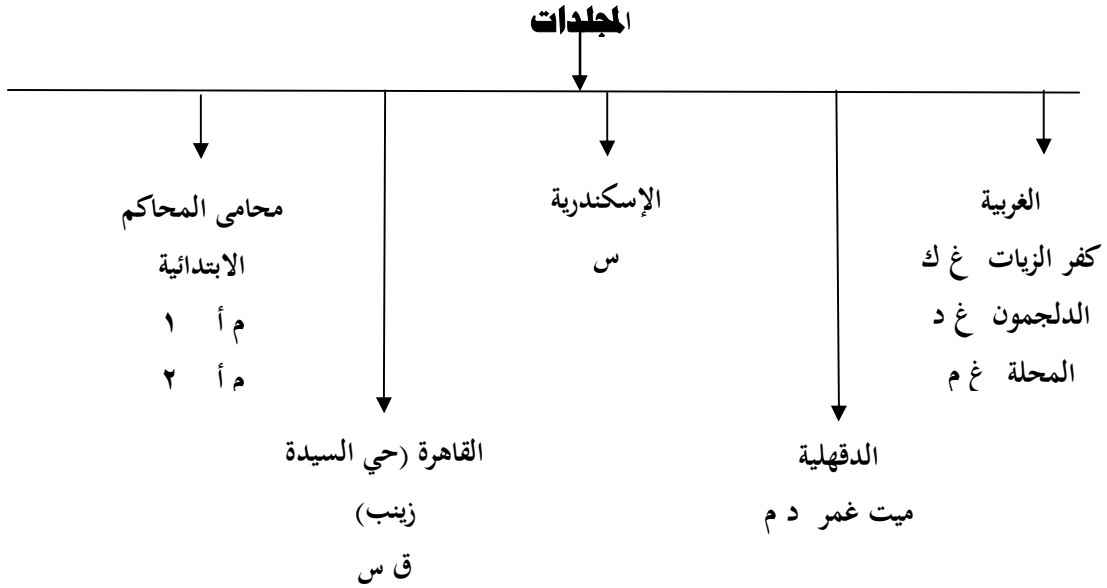 المجلدات
الغربية
كفر الزيات غ ك
الدلجمون غ د
المحلة غ م
الدقهلية
ميت غمر د م
الإسكندرية
س
القاهرة (حي السيدة
زينب)
ق س
محامى المحاكم
الابتدائية
م أ ١
م أ ٢